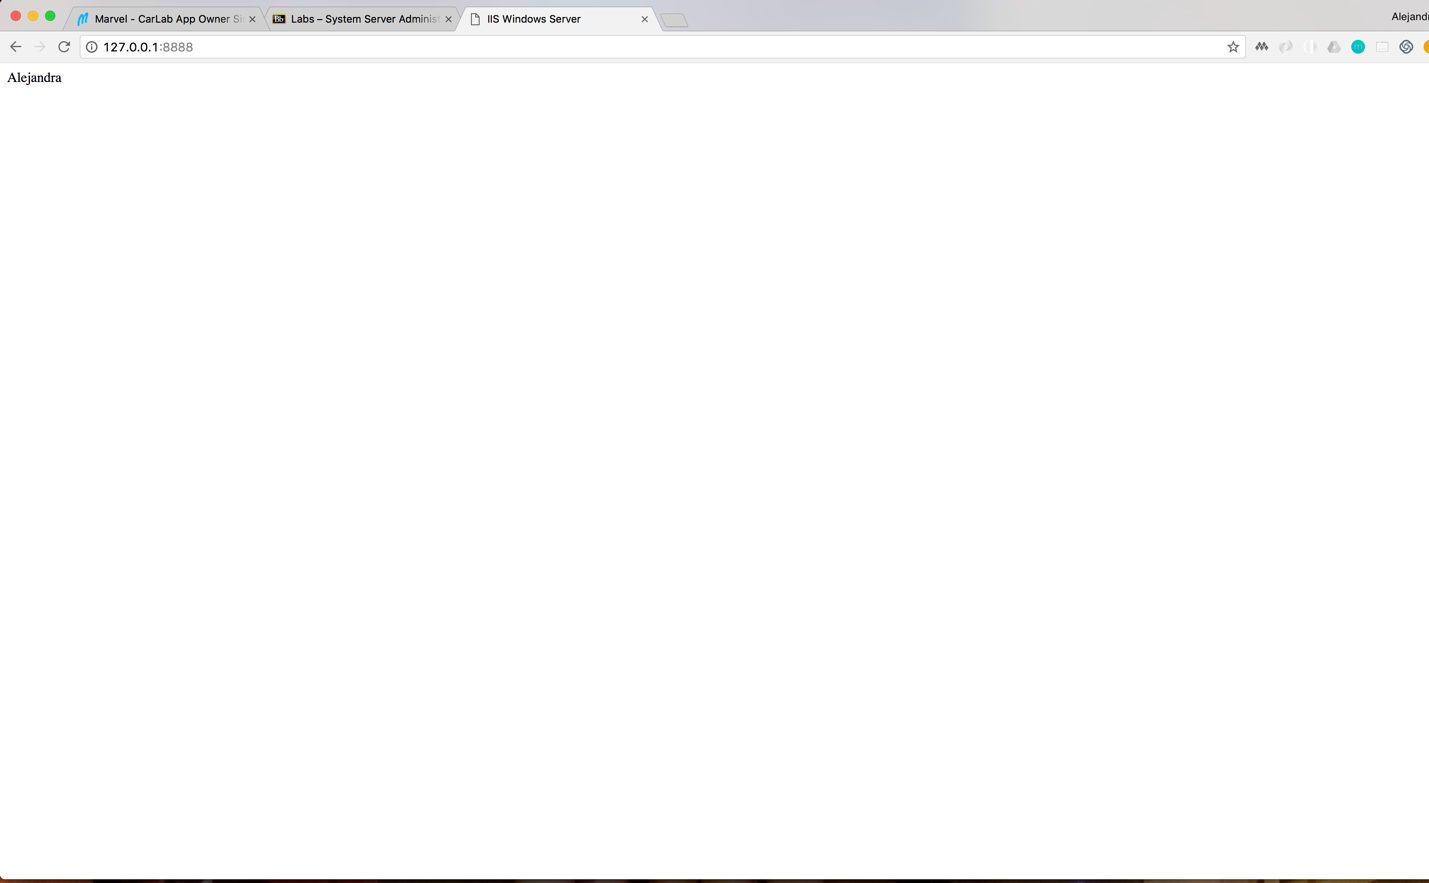 Marvel - CarLab App Owner Si
Labs – System Server Adminis
IIS Windows Server
Alejandr
127.0.0.1:8888
Alejandra